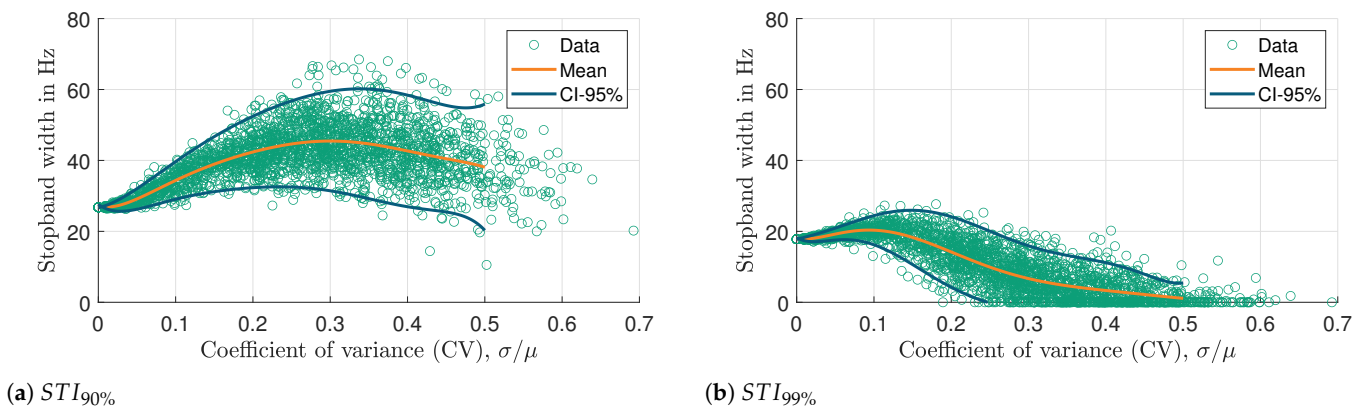 80
60
40
20
0
Stopband width in Hz
Data
Mean
CI-95%
0 0.1 0.2 0.3 0.4 0.5 0.6 0.7
Coefficient of variance (CV), σ/μ
(a) STI90%
80
60
40
20
0
Stopband width in Hz
Data
Mean
CI-95%
0 0.1 0.2 0.3 0.4 0.5 0.6 0.7
Coefficient of variance (CV), σ/μ
(b) STI99%